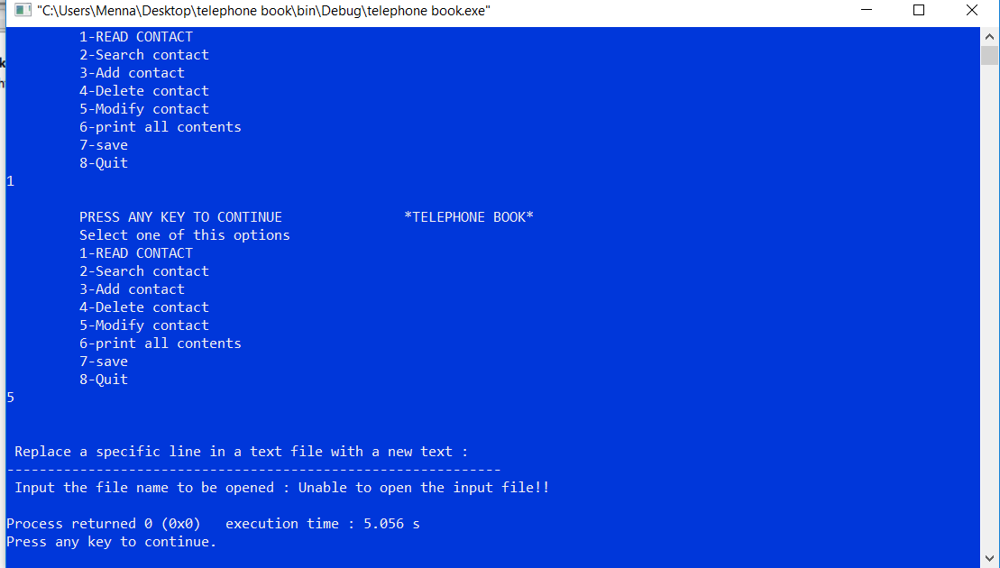 "C:\Users\Menna\Desktop\telephone book\bin\Debug\telephone book.exe"
1-READ CONTACT
2-Search contact
3-Add contact
4-Delete contact
5-Modify contact
6-print all contents
7-save
8-Quit
1
PRESS ANY KEY TO CONTINUE *TELEPHONE BOOK*
Select one of this options
1-READ CONTACT
2-Search contact
3-Add contact
4-Delete contact
5-Modify contact
6-print all contents
7-save
8-Quit
5
Replace a specific line in a text file with a new text :
-------------------------------------------------------------
Input the file name to be opened : Unable to open the input file!!
Process returned 0 (0x0) execution time : 5.056 s
Press any key to continue.